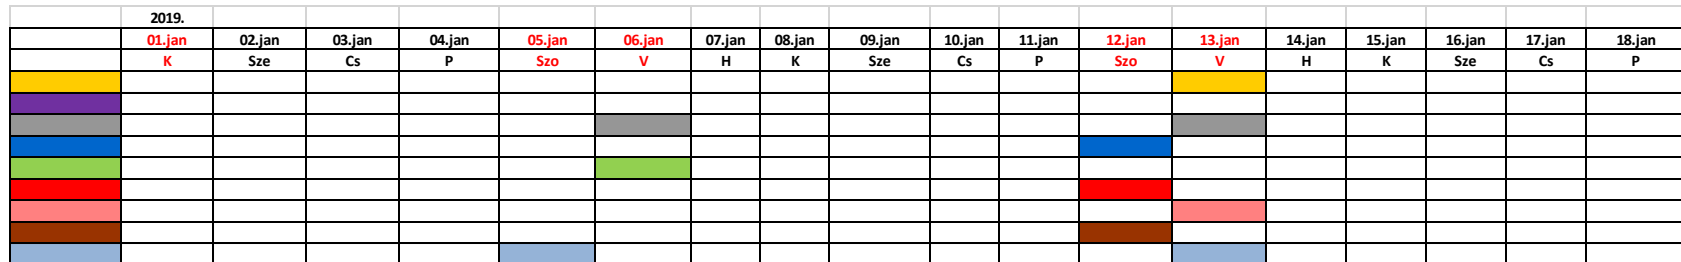 2019.
01.jan 02.jan 03.jan 04.jan 05.jan 06.jan 07.jan 08.jan 09.jan 10.jan 11.jan 12.jan 13.jan 14.jan 15.jan 16.jan 17.jan 18.jan
K Sze Cs P Szo V H K Sze Cs P Szo V H K Sze Cs P